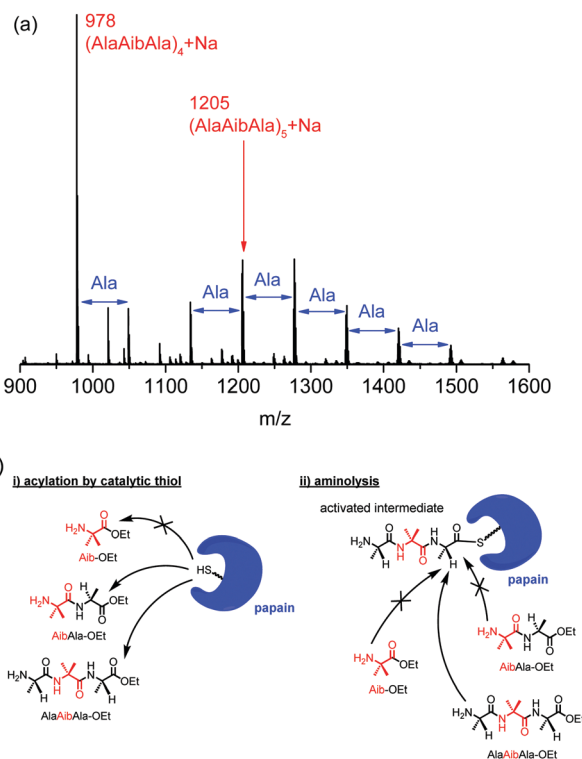 (a)
978
(AlaAibAla)4+Na
1205
(AlaAibAla)5+Na
Ala
Ala
Ala
Ala
Ala
Ala
900 1000 1100 1200 1300 1400 1500 1600
m/z
)
i) acylation by catalytic thiol
ii) aminolysis
activated intermediate
H2N
O
OEt
Aib-OEt
HS
papain
H2N
O
N
H
H
O
OEt
AibAla-OEt
H2N
H
O
N
H
O
H
N
H
O
OEt
AlaAibAla-OEt
H2N
H
O
N
H
O
H
N
H
O
S
papain
H2N
O
OEt
Aib-OEt
H2N
O
N
H
H
O
OEt
AibAla-OEt
H2N
H
O
N
H
O
H
N
H
O
OEt
AlaAibAla-OEt